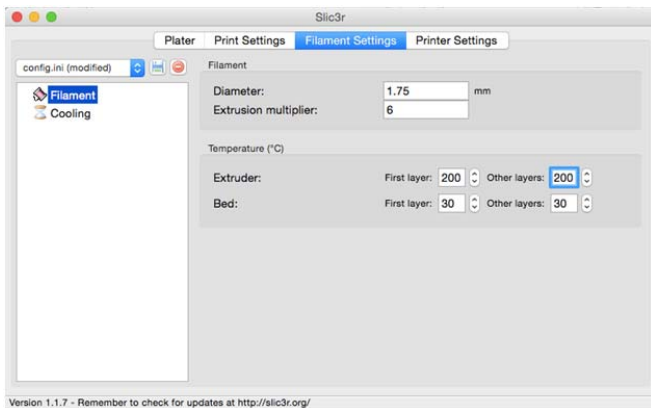 Slic3r
Plater Print Settings Filament Settings Printer Settings
config.ini (modified)
Filament
Cooling
Filament
Diameter: 1.75 mm
Extrusion multiplier: 6
Temperature (°C)
Extruder: First layer: 200 Other layers: 200
Bed: First layer: 30 Other layers: 30
Version 1.1.7 - Remember to check for updates at http://slic3r.org/